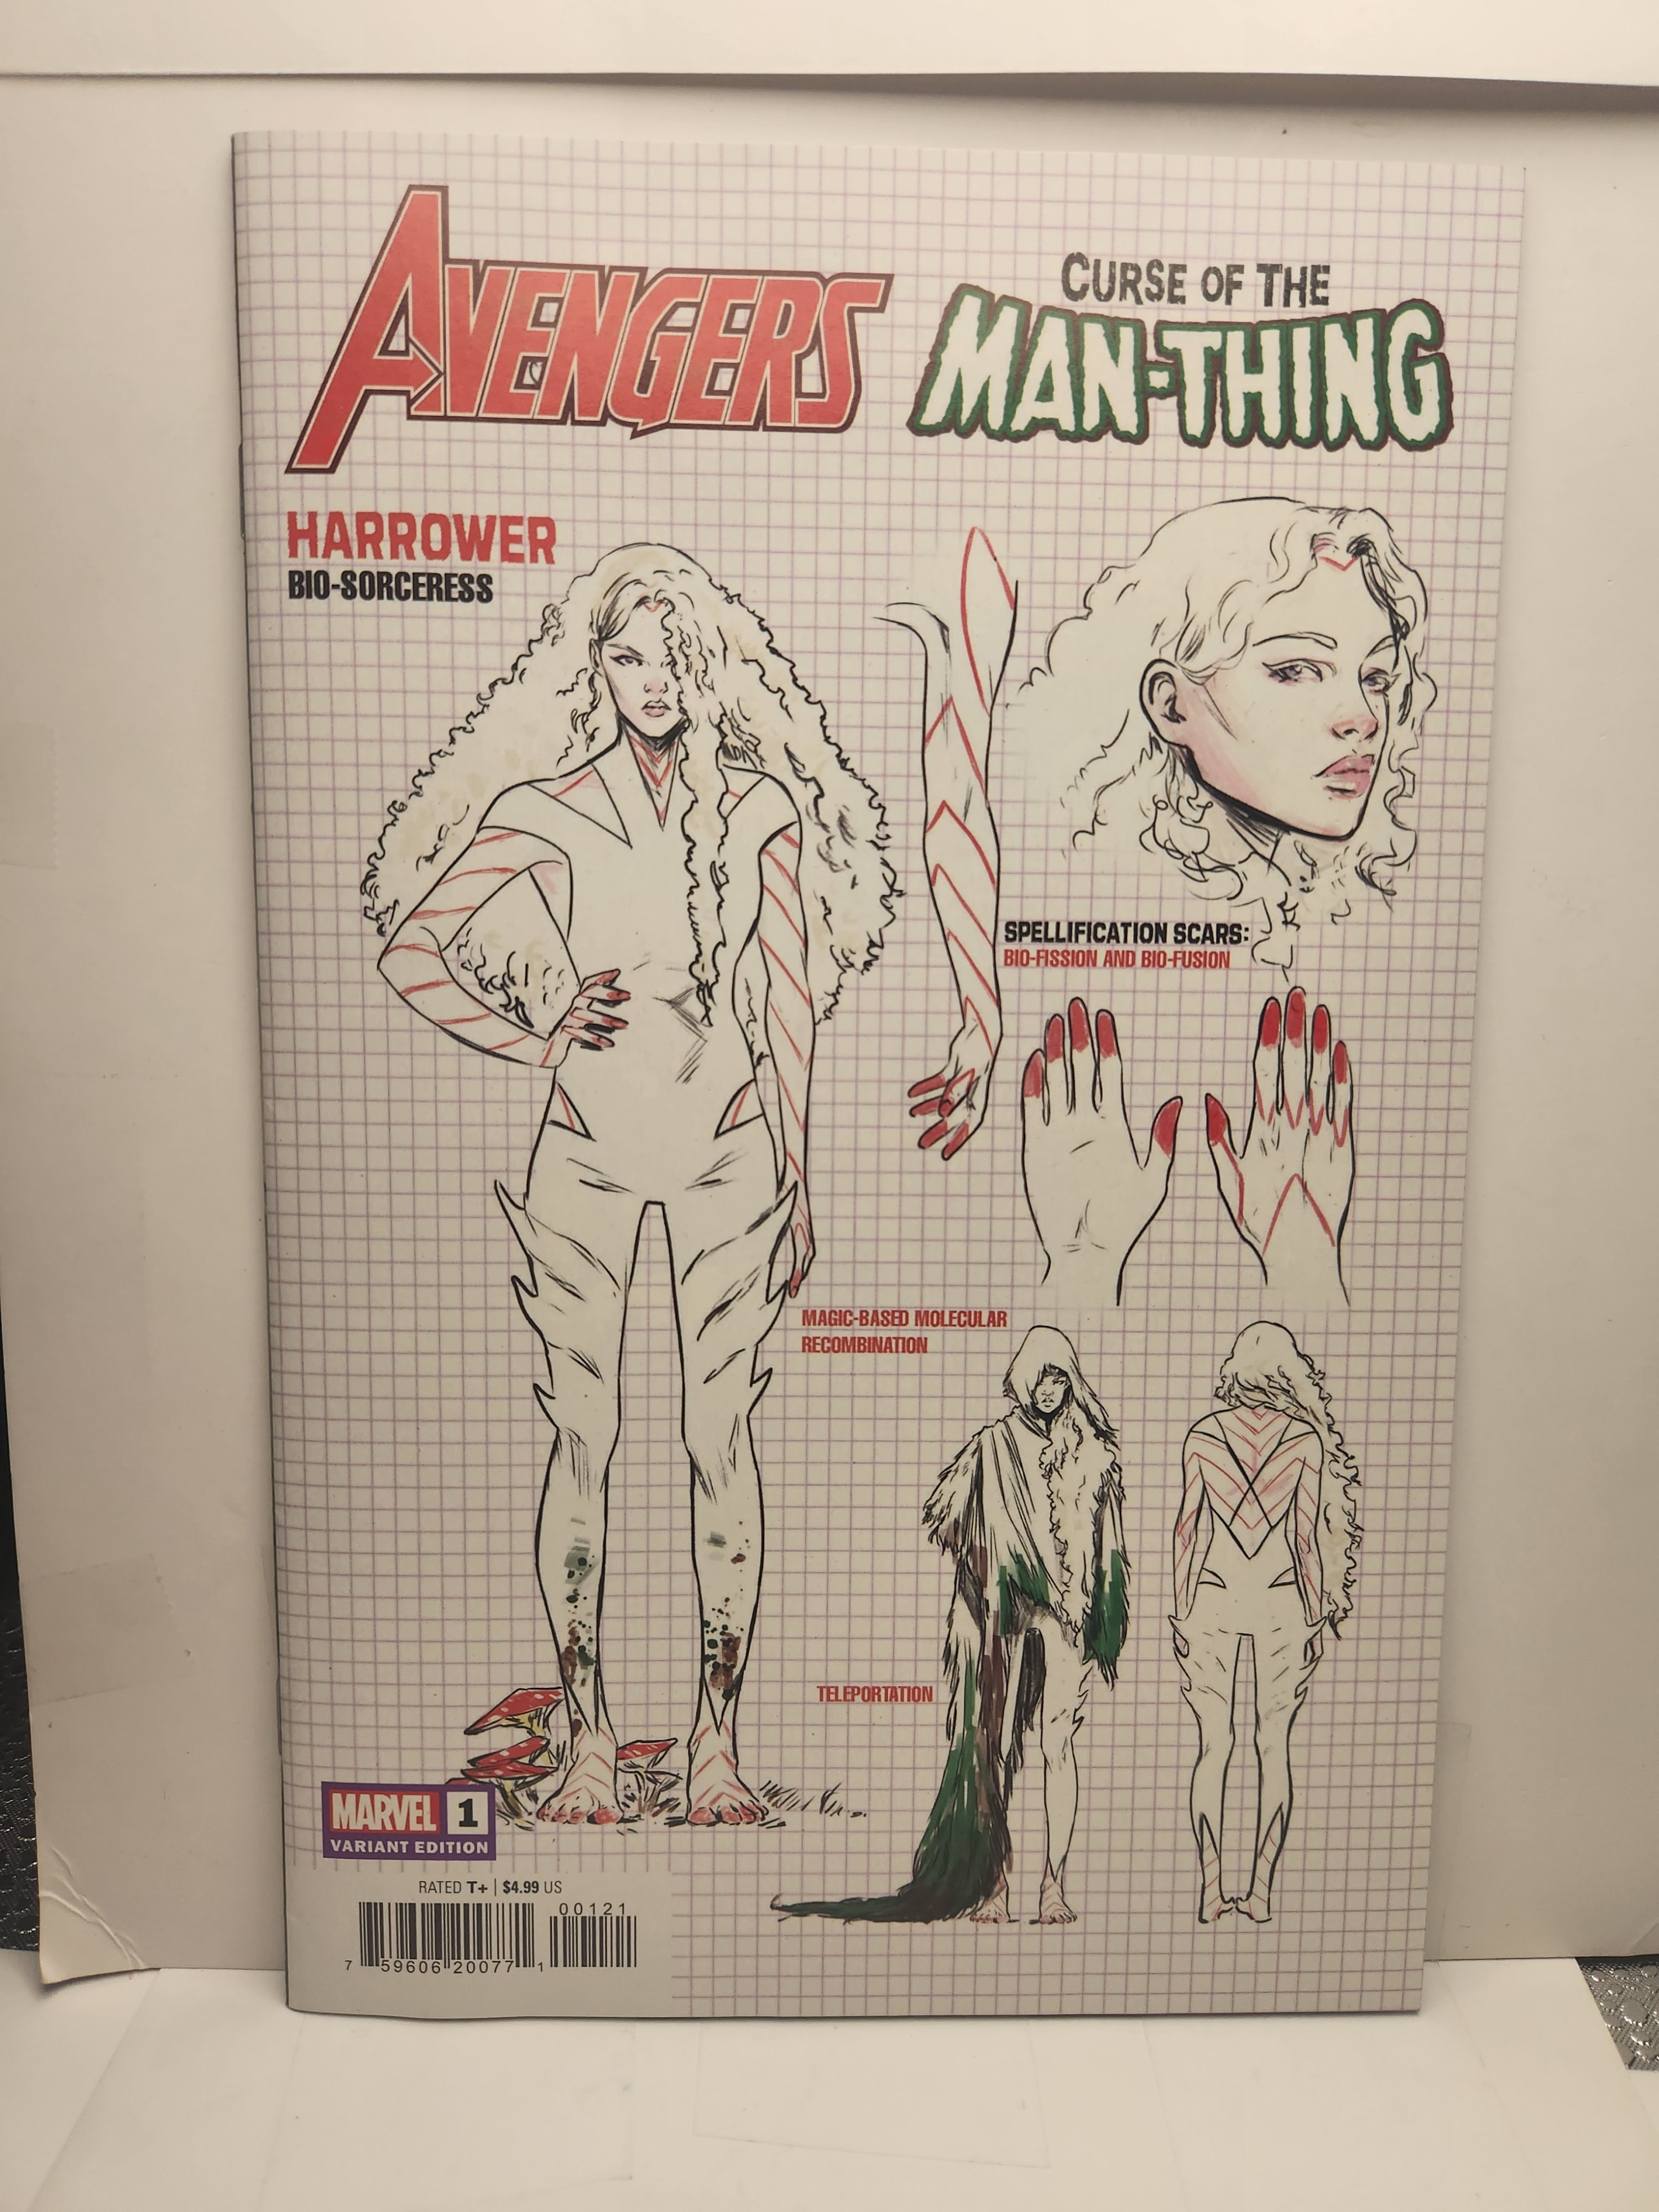 AVENGERS
CURSE OF THE
MAN-THING
HARROWER
BIO-SORCERESS
SPELLIFICATION SCARS:
BIO-FISSION AND BIO-FUSION
MAGIC-BASED MOLECULAR
RECOMBINATION
TELEPORTATION
MARVEL 1
VARIANT EDITION
RATED T+ | $4.99 US
00121
7 59606 20077 1